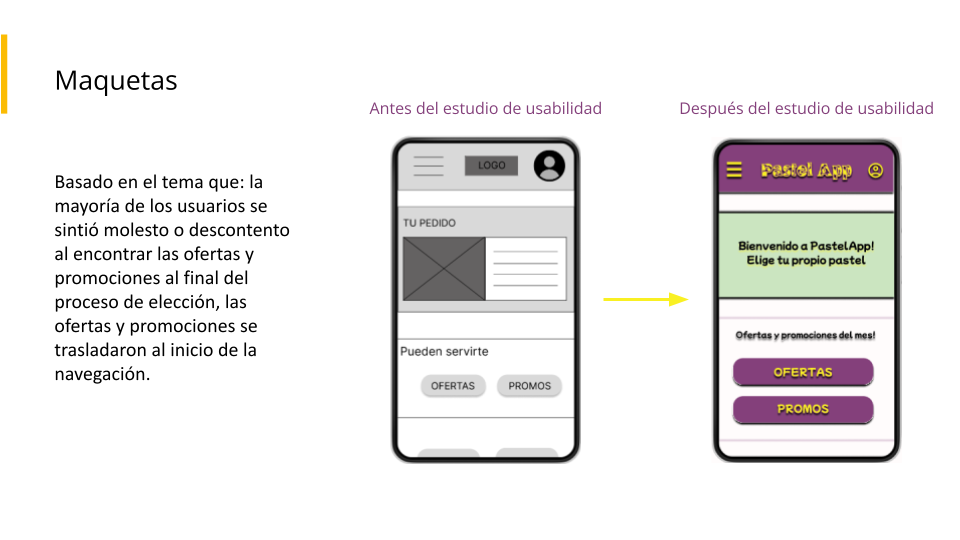 Maquetas
Antes del estudio de usabilidad
Después del estudio de usabilidad
Basado en el tema que: la
mayoría de los usuarios se
sintió molesto o descontento
al encontrar las ofertas y
promociones al final del
proceso de elección, las
ofertas y promociones se
trasladaron al inicio de la
navegación.
LOGO
TU PEDIDO
Pueden servirte
OFERTAS
PROMOS
Pastel App
Bienvenido a PastelApp!
Elige tu propio pastel
Ofertas y promociones del mes!
OFERTAS
PROMOS